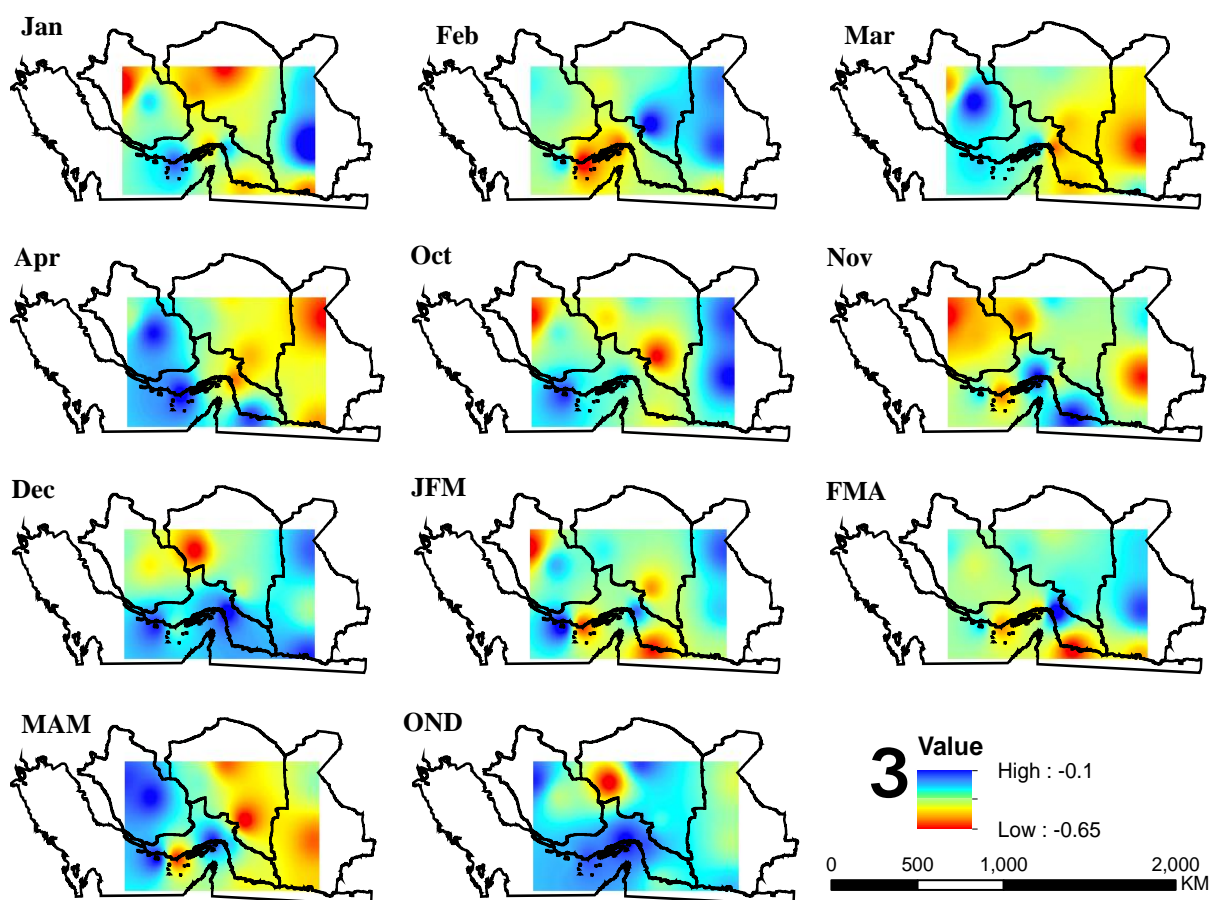 Jan
Feb
Mar
Apr
Oct
Nov
Dec
JFM
FMA
MAM
OND
3
Value
High : -0.1
Low : -0.65
0 500 1,000 2,000
KM